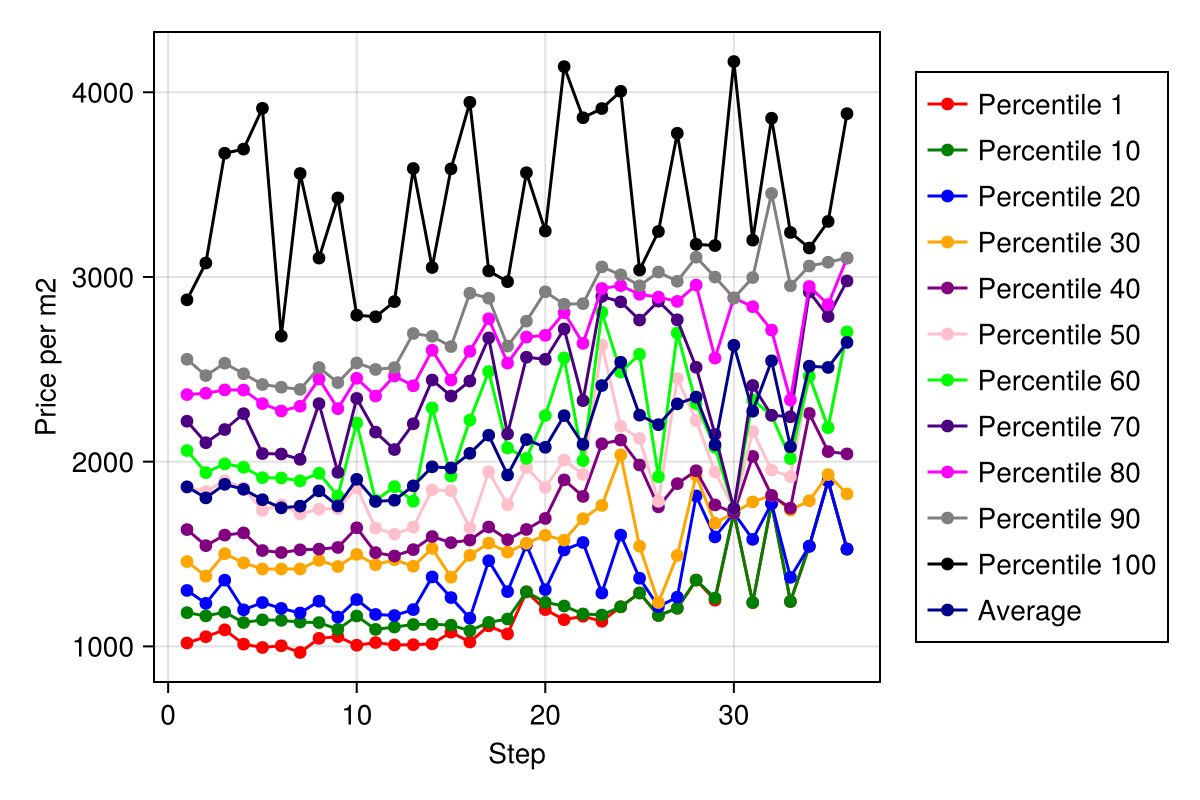 4000
3000
2000
1000
Price per m2
0 10 20 30
Step
Percentile 1
Percentile 10
Percentile 20
Percentile 30
Percentile 40
Percentile 50
Percentile 60
Percentile 70
Percentile 80
Percentile 90
Percentile 100
Average